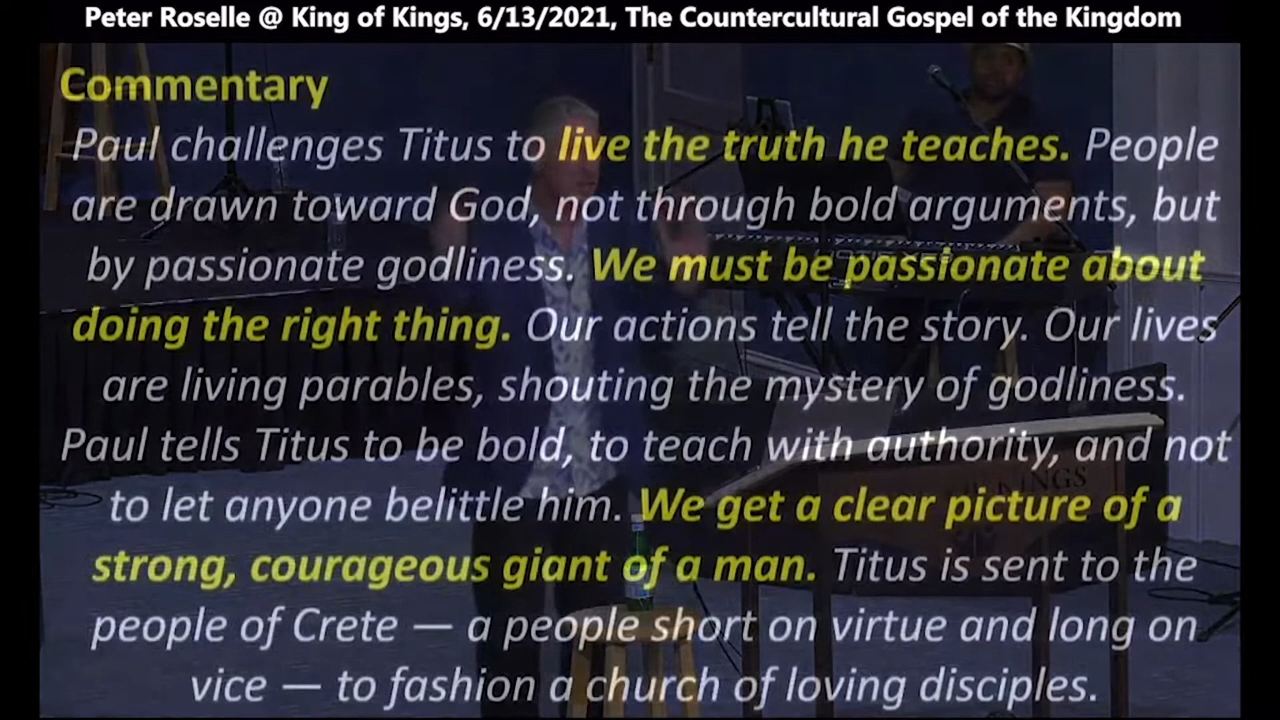 Peter Roselle @ King of Kings, 6/13/2021, The Countercultural Gospel of the Kingdom
Commentary
Paul challenges Titus to live the truth he teaches. People
are drawn toward God, not through bold arguments, but
by passionate godliness. We must be passionate about
doing the right thing. Our actions tell the story. Our lives
are living parables, shouting the mystery of godliness.
Paul tells Titus to be bold, to teach with authority, and not
to let anyone belittle him. We get a clear picture of a
strong, courageous giant of a man. Titus is sent to the
people of Crete — a people short on virtue and long on
vice — to fashion a church of loving disciples.
KINGS